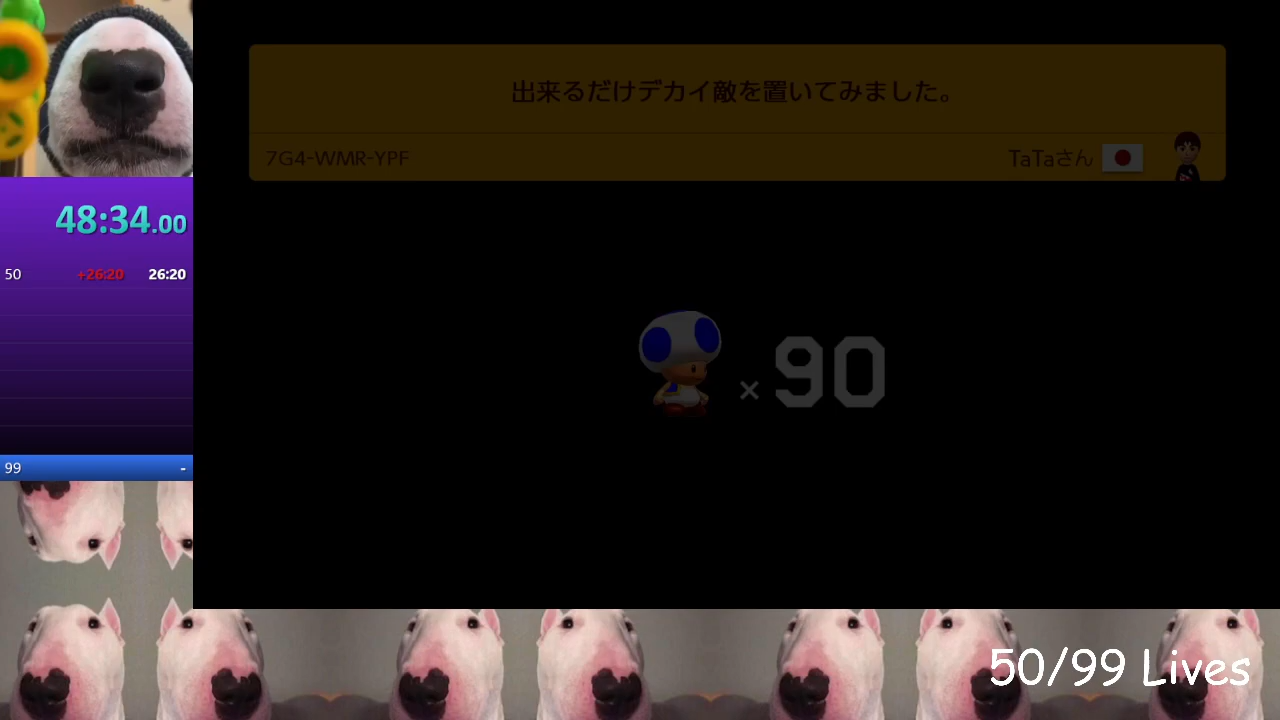 出来るだけデカイ敵を置いてみました。
7G4-WMR-YPF
TaTaさん
48:34.00
50 +26:20 26:20
× 90
99 -
50/99 Lives